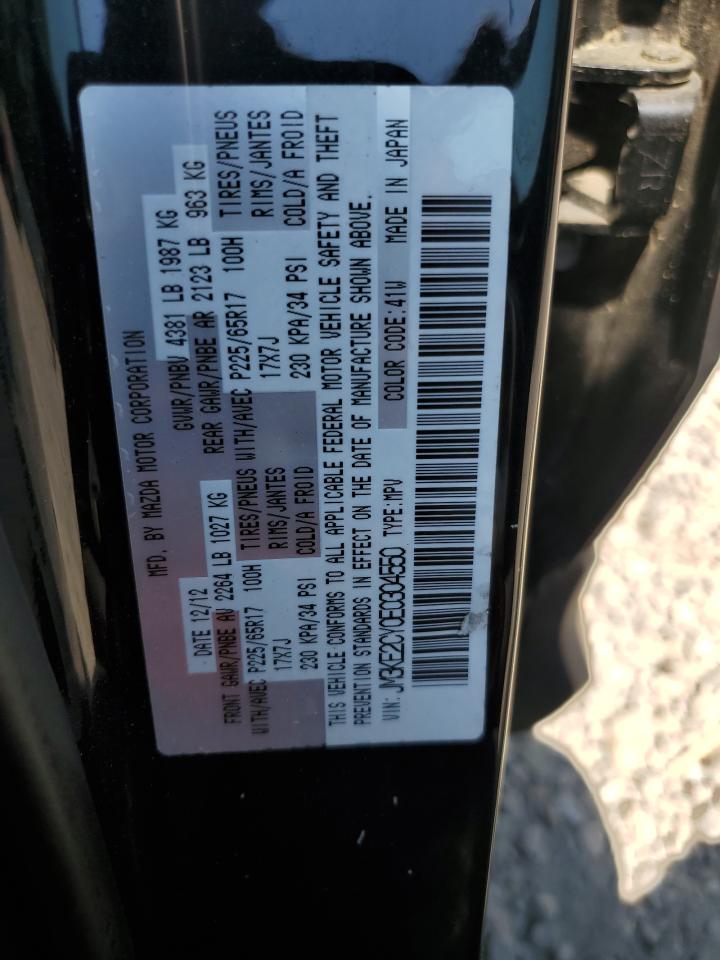 MFD. BY MAZDA MOTOR CORPORATION
DATE 12/12 GVWR/PNBV 4381 LB 1987 KG
FRONT GAWR/PNBE AV 2264 LB 1027 KG REAR GAWR/PNBE AR 2123 LB 963 KG
WITH/AVEC P225/65R17 100H TIRES/PNEUS WITH/AVEC P225/65R17 100H TIRES/PNEUS
17X7J RIMS/JANTES 17X7J RIMS/JANTES
230 KPA/34 PSI COLD/A FROID 230 KPA/34 PSI COLD/A FROID
THIS VEHICLE CONFORMS TO ALL APPLICABLE FEDERAL MOTOR VEHICLE SAFETY AND THEFT
PREVENTION STANDARDS IN EFFECT ON THE DATE OF MANUFACTURE SHOWN ABOVE.
VIN: JM3KE2CY0E0304550 TYPE: MPV COLOR CODE: 41W MADE IN JAPAN
ZR